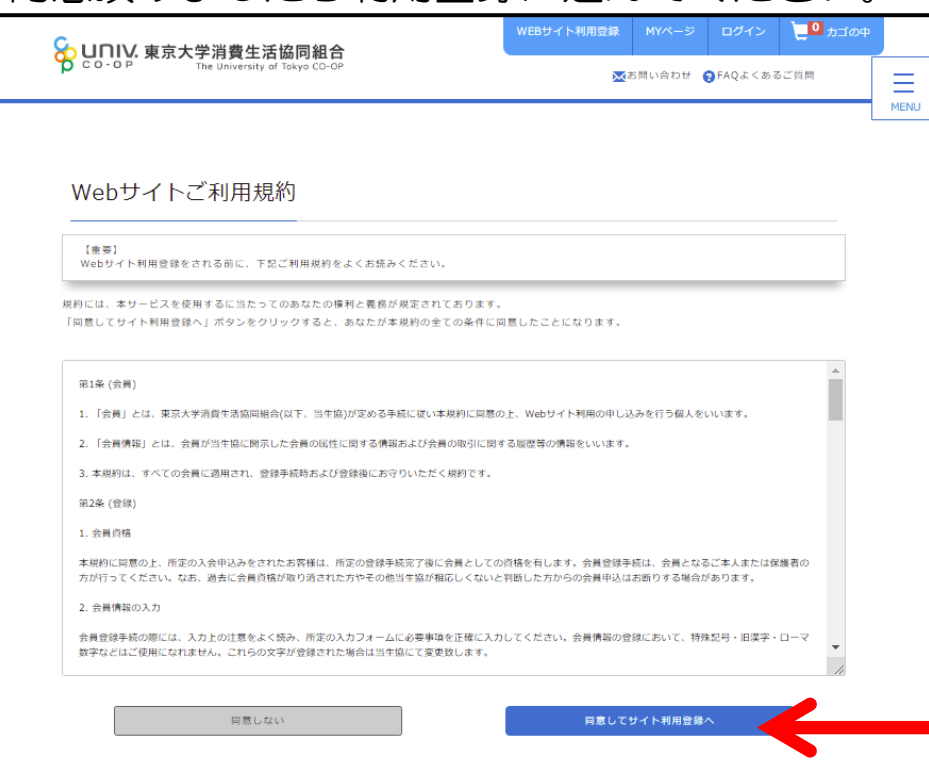 WEBサイト利用登録 MYページ ログイン 0 カゴの中
UNIV. 東京大学消費生活協同組合
CO-OP The University of Tokyo CO-OP
お問い合わせ ?FAQよくあるご質問
MENU
Webサイトご利用規約
【重要】
Webサイト利用登録をされる前に、下記ご利用規約をよくお読みください。
規約には、本サービスを使用するに当たってのあなたの権利と義務が規定されております。
「同意してサイト利用登録へ」ボタンをクリックすると、あなたが本規約の全ての条件に同意したことになります。
第1条 (会員)
1. 「会員」とは、東京大学消費生活協同組合(以下、当生協)が定める手続に従い本規約に同意の上、Webサイト利用の申し込みを行う個人をいいます。
2. 「会員情報」とは、会員が当生協に開示した会員の属性に関する情報および会員の取引に関する履歴等の情報をいいます。
3. 本規約は、すべての会員に適用され、登録手続時および登録後にお守りいただく規約です。
第2条 (登録)
1. 会員資格
本規約に同意の上、所定の入会申込みをされたお客様は、所定の登録手続完了後に会員としての資格を有します。会員登録手続は、会員となるご本人または保護者の
方が行ってください。なお、過去に会員資格が取り消された方やその他当生協が相応しくないと判断した方からの会員申込はお断りする場合があります。
2. 会員情報の入力
会員登録手続の際には、入力上の注意をよく読み、所定の入力フォームに必要事項を正確に入力してください。会員情報の登録において、特殊記号・旧漢字・ローマ
数字などはご使用になれません。これらの文字が登録された場合は当生協にて変更致します。
同意しない 同意してサイト利用登録へ